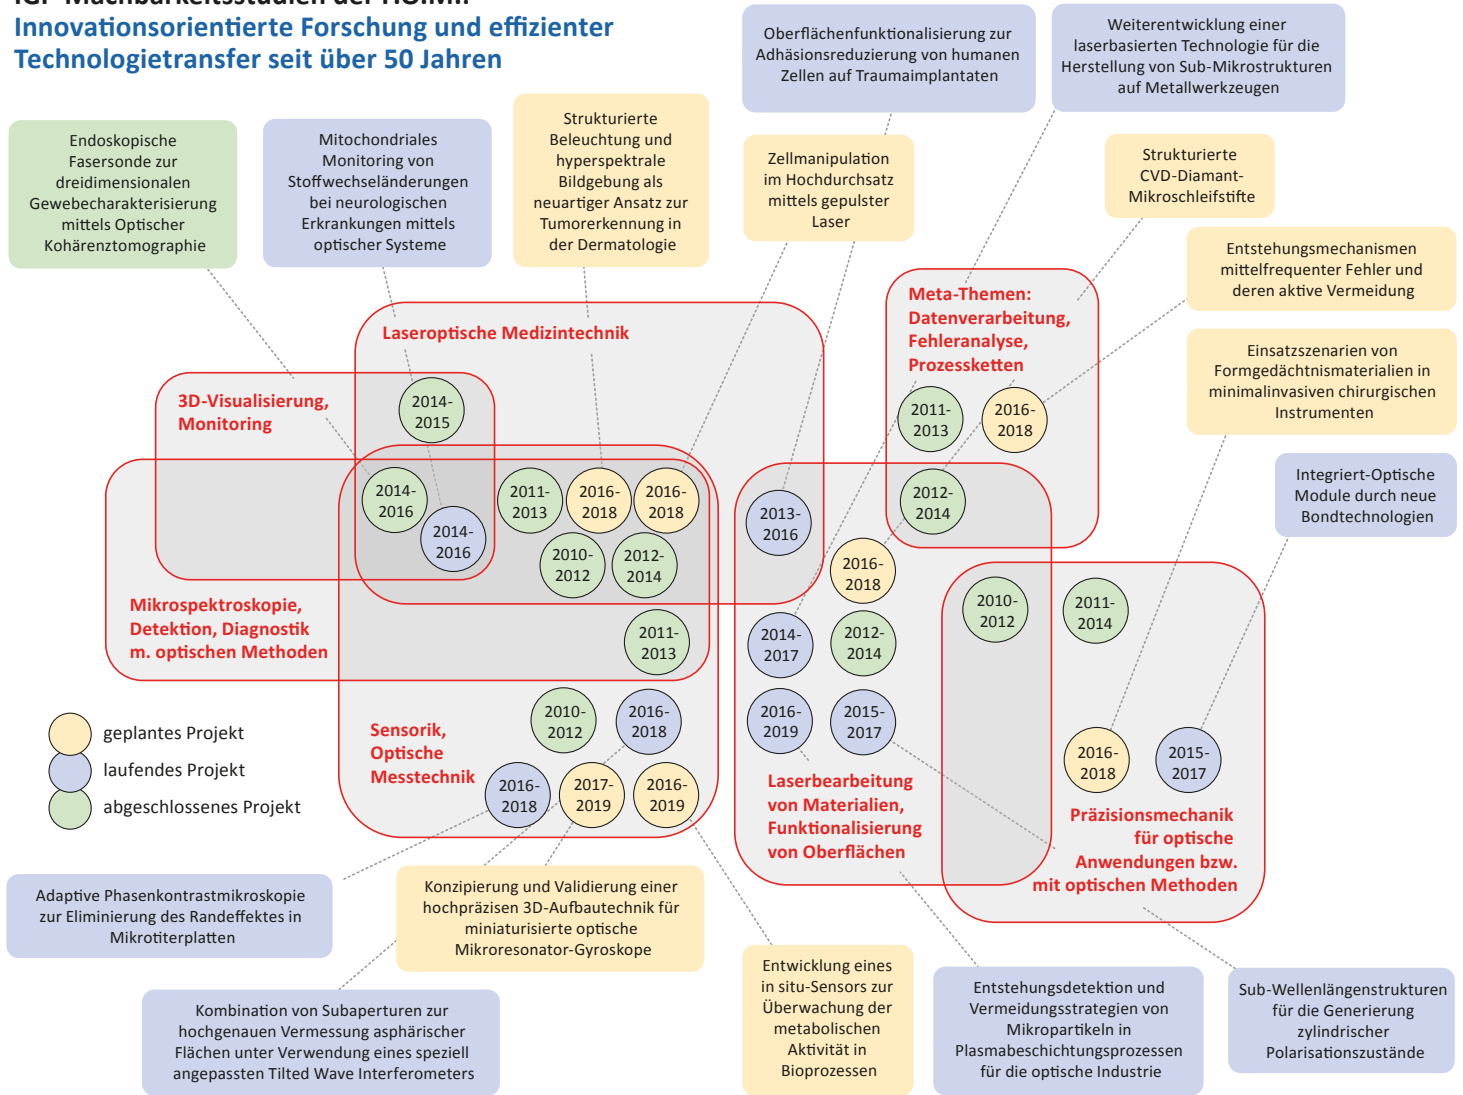 IGF-Machbarkeitsstudien der F.O.M.:
Innovationsorientierte Forschung und effizienter
Technologietransfer seit über 50 Jahren
Oberflächenfunktionalisierung zur
Adhäsionsreduzierung von humanen
Zellen auf Traumaimplantaten
Weiterentwicklung einer
laserbasierten Technologie für die
Herstellung von Sub-Mikrostrukturen
auf Metallwerkzeugen
Endoskopische
Fasersonde zur
dreidimensionalen
Gewebecharakterisierung
mittels Optischer
Kohärenztomographie
Mitochondriales
Monitoring von
Stoffwechseländerungen
bei neurologischen
Erkrankungen mittels
optischer Systeme
Strukturierte
Beleuchtung und
hyperspektrale
Bildgebung als
neuartiger Ansatz zur
Tumorerkennung in
der Dermatologie
Zellmanipulation
im Hochdurchsatz
mittels gepulster
Laser
Strukturierte
CVD-Diamant-
Mikroschleifstifte
Entstehungsmechanismen
mittelfrequenter Fehler und
deren aktive Vermeidung
Einsatzszenarien von
Formgedächtnismaterialien in
minimalinvasiven chirurgischen
Instrumenten
Integriert-Optische
Module durch neue
Bondtechnologien
Laseroptische Medizintechnik
Meta-Themen:
Datenverarbeitung,
Fehleranalyse,
Prozessketten
3D-Visualisierung,
Monitoring
2014-
2015
2011-
2013
2016-
2018
2014-
2016
2014-
2016
2011-
2013
2016-
2018
2016-
2018
2010-
2012
2012-
2014
2013-
2016
2012-
2014
2016-
2018
Mikrospektroskopie,
Detektion, Diagnostik
m. optischen Methoden
2011-
2013
2014-
2017
2012-
2014
2010-
2012
2011-
2014
geplantes Projekt
laufendes Projekt
abgeschlossenes Projekt
Sensorik,
Optische
Messtechnik
2010-
2012
2016-
2018
2016-
2018
2017-
2019
2016-
2019
2016-
2019
2015-
2017
2016-
2018
2015-
2017
Laserbearbeitung
von Materialien,
Funktionalisierung
von Oberflächen
Präzisionsmechanik
für optische
Anwendungen bzw.
mit optischen Methoden
Adaptive Phasenkontrastmikroskopie
zur Eliminierung des Randeffektes in
Mikrotiterplatten
Konzipierung und Validierung einer
hochpräzisen 3D-Aufbautechnik für
miniaturisierte optische
Mikroresonator-Gyroskope
Kombination von Subaperturen zur
hochgenauen Vermessung asphärischer
Flächen unter Verwendung eines speziell
angepassten Tilted Wave Interferometers
Entwicklung eines
in situ-Sensors zur
Überwachung der
metabolischen
Aktivität in
Bioprozessen
Entstehungsdetektion und
Vermeidungsstrategien von
Mikropartikeln in
Plasmabeschichtungsprozessen
für die optische Industrie
Sub-Wellenlängenstrukturen
für die Generierung
zylindrischer
Polarisationszustände